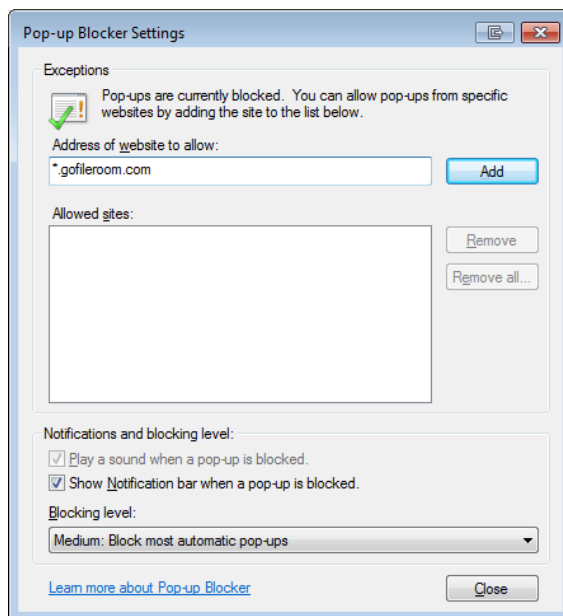 Pop-up Blocker Settings
Exceptions
Pop-ups are currently blocked. You can allow pop-ups from specific
websites by adding the site to the list below.
Address of website to allow:
*.gofileroom.com
Add
Allowed sites:
Remove
Remove all...
Notifications and blocking level:
Play a sound when a pop-up is blocked.
Show Notification bar when a pop-up is blocked.
Blocking level:
Medium: Block most automatic pop-ups
Learn more about Pop-up Blocker
Close